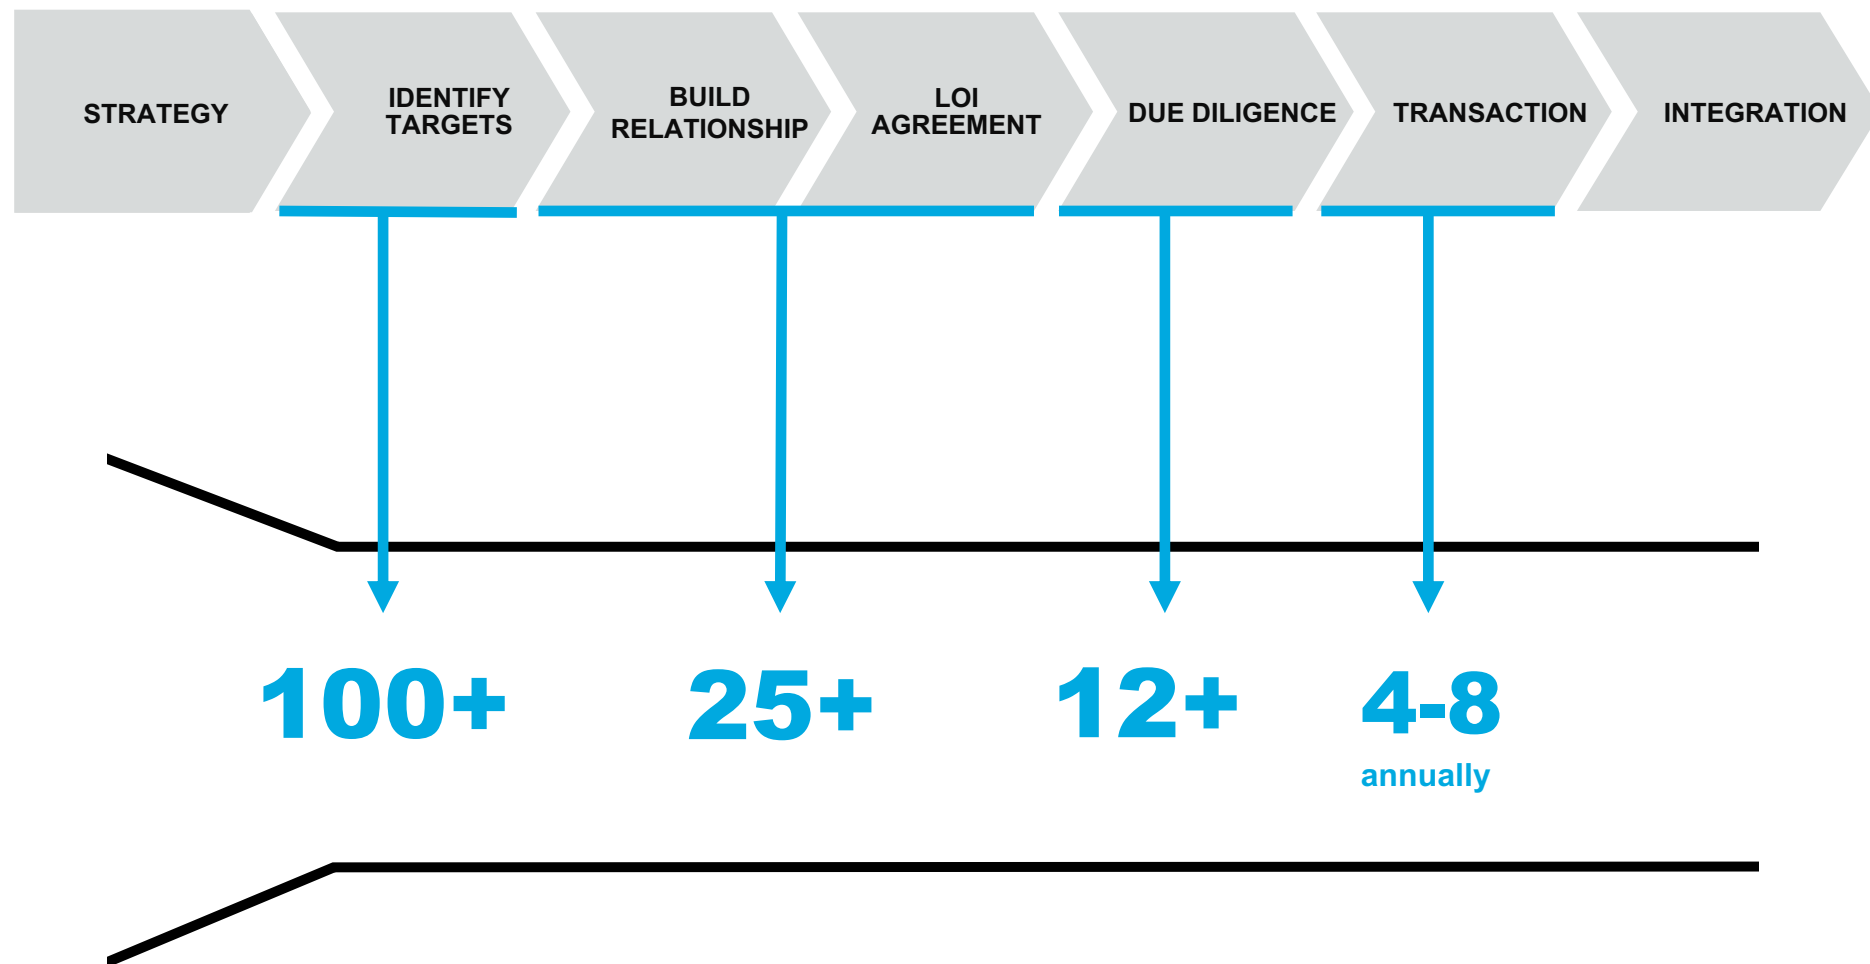 STRATEGY
IDENTIFY
TARGETS
BUILD
RELATIONSHIP
LOI
AGREEMENT
DUE DILIGENCE
TRANSACTION
INTEGRATION
100+
25+
12+
4-8
annually